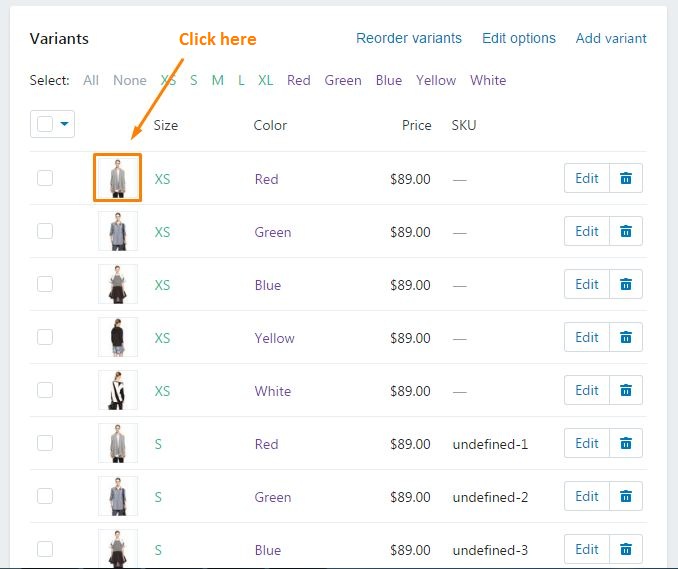 Variants Click here Reorder variants Edit options Add variant
Select: All None XS S M L XL Red Green Blue Yellow White
Size Color Price SKU
XS Red $89.00 — Edit
XS Green $89.00 — Edit
XS Blue $89.00 — Edit
XS Yellow $89.00 — Edit
XS White $89.00 — Edit
S Red $89.00 undefined-1 Edit
S Green $89.00 undefined-2 Edit
S Blue $89.00 undefined-3 Edit